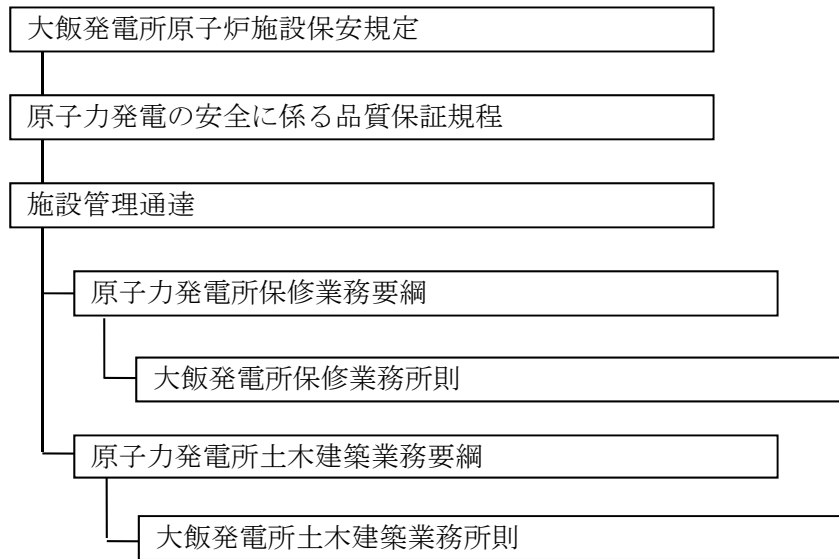 大飯発電所原子炉施設保安規定
原子力発電の安全に係る品質保証規程
施設管理通達
原子力発電所保修業務要綱
大飯発電所保修業務所則
原子力発電所土木建築業務要綱
大飯発電所土木建築業務所則